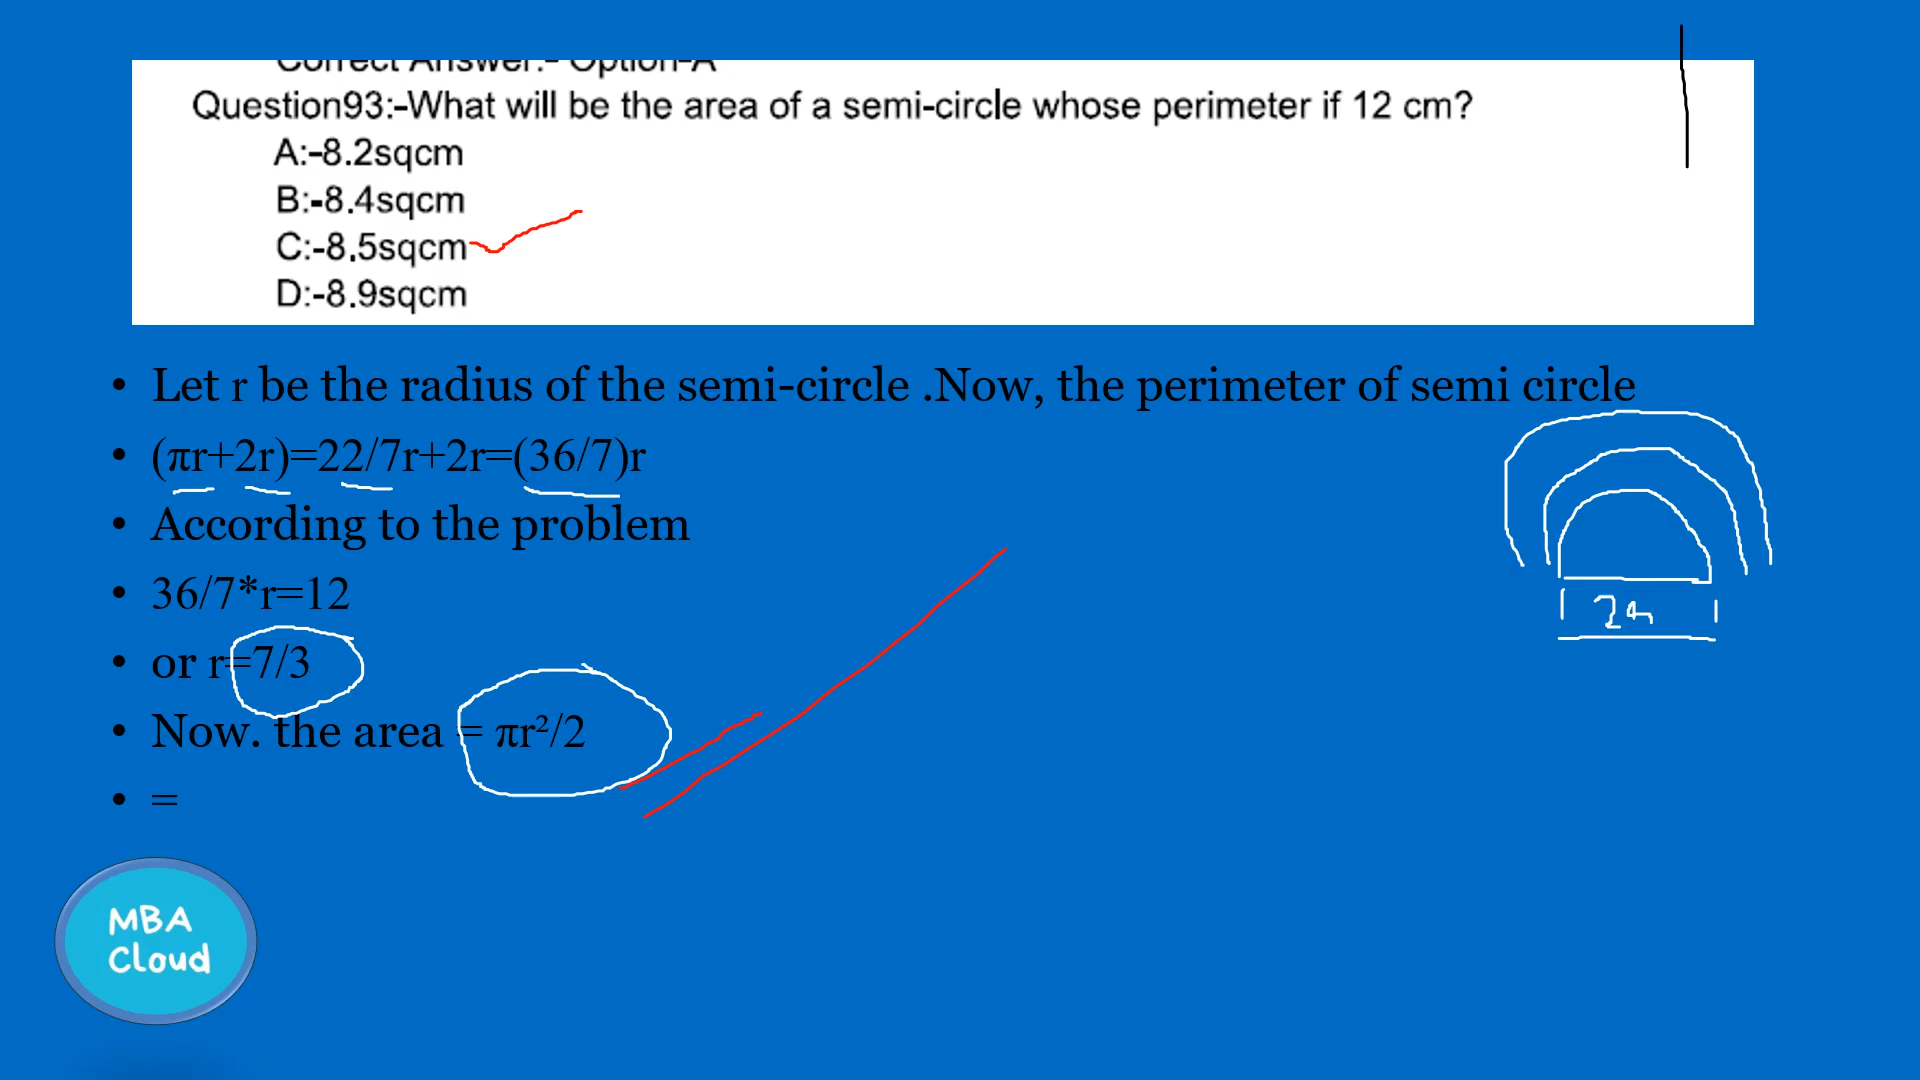 Correct Answer:- Option-A
Question93:-What will be the area of a semi-circle whose perimeter if 12 cm?
A:-8.2sqcm
B:-8.4sqcm
C:-8.5sqcm
D:-8.9sqcm
• Let r be the radius of the semi-circle .Now, the perimeter of semi circle
• (πr+2r)=22/7r+2r=(36/7)r
• According to the problem
• 36/7*r=12
• or r=7/3
• Now. the area = πr²/2
• =
2r
MBA
Cloud